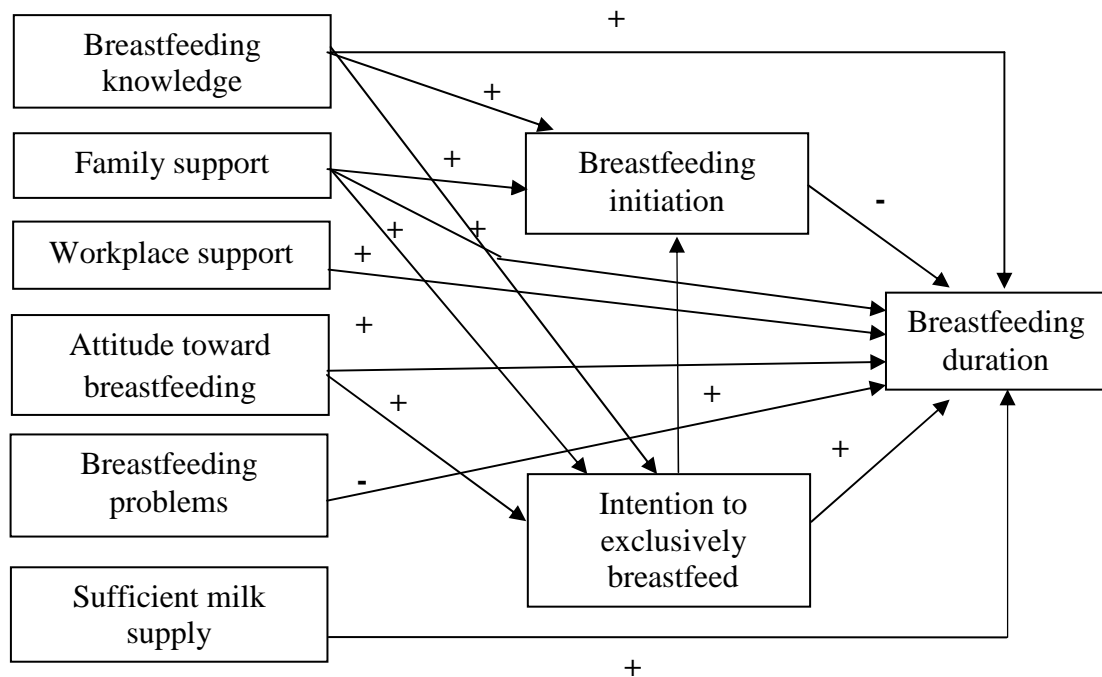 +
Breastfeeding
knowledge
+
Family support
+
Breastfeeding
initiation
-
+
+
Workplace support
+
Breastfeeding
duration
Attitude toward
breastfeeding
+
+
+
Breastfeeding
problems
-
+
Intention to
exclusively
breastfeed
Sufficient milk
supply
+